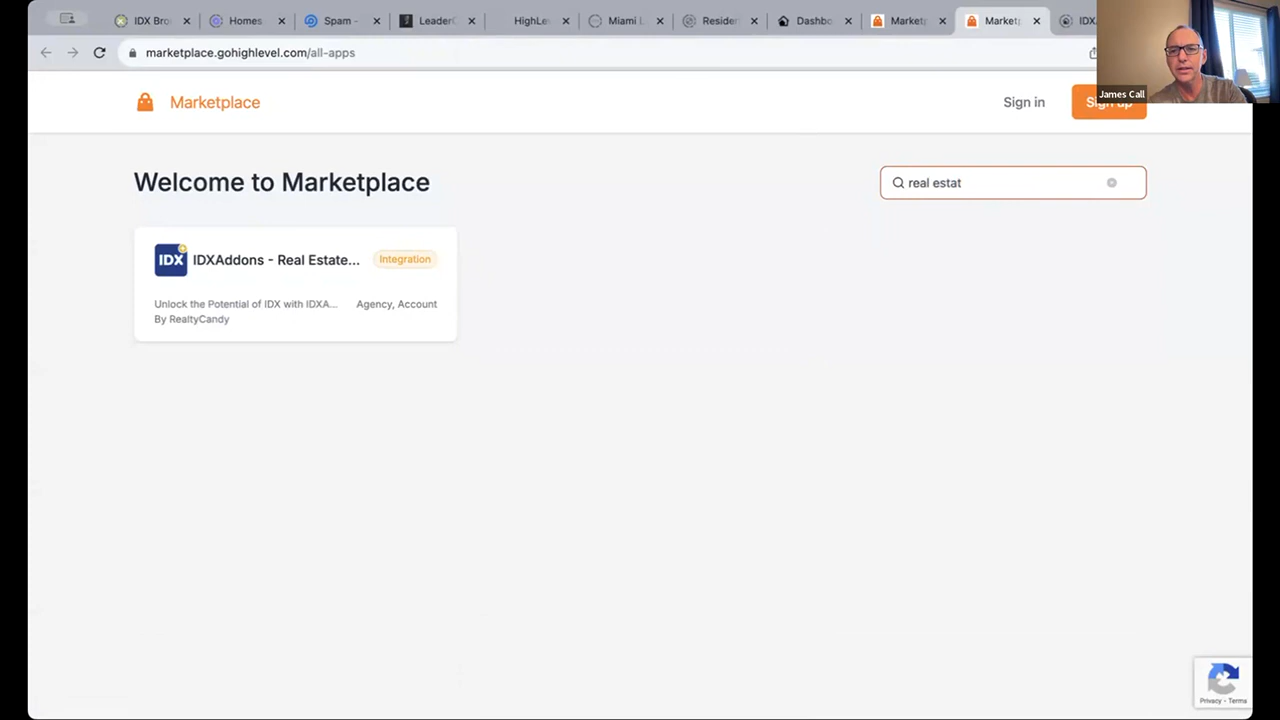 IDX Bro
Homes
Spam -
Leader
HighLe
Miami L
Residen
Dashbo
Market
Market
IDX
marketplace.gohighlevel.com/all-apps
James Call
Marketplace
Sign in
Sign up
Welcome to Marketplace
real estat
IDX
IDXAddons - Real Estate...
Integration
Unlock the Potential of IDX with IDXA...
Agency, Account
By RealtyCandy
Privacy - Terms